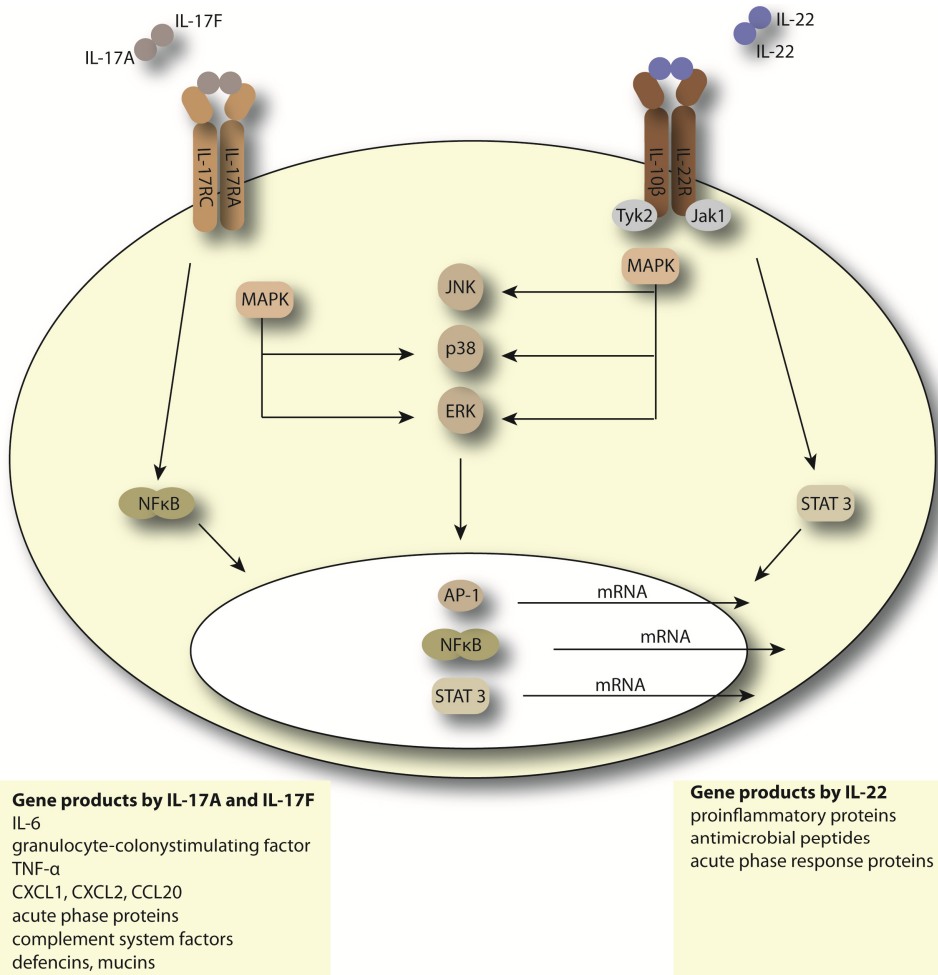 IL-17F
IL-17A
IL-22
IL-22
IL-17RC
IL-17RA
IL-10β
IL-22R
Tyk2
Jak1
MAPK
MAPK
JNK
p38
ERK
NFκB
STAT 3
AP-1
mRNA
NFκB
mRNA
STAT 3
mRNA
Gene products by IL-17A and IL-17F
IL-6
granulocyte-colonystimulating factor
TNF-α
CXCL1, CXCL2, CCL20
acute phase proteins
complement system factors
defencins, mucins
Gene products by IL-22
proinflammatory proteins
antimicrobial peptides
acute phase response proteins